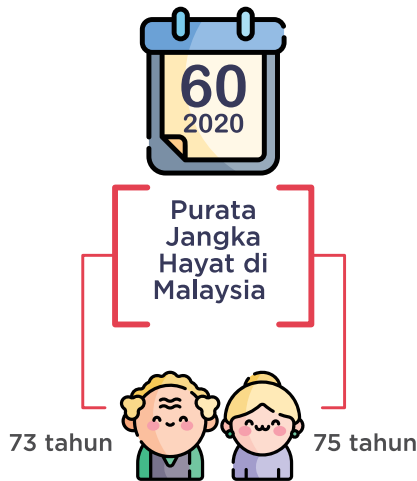 60
2020
Purata
Jangka
Hayat di
Malaysia
73 tahun
75 tahun